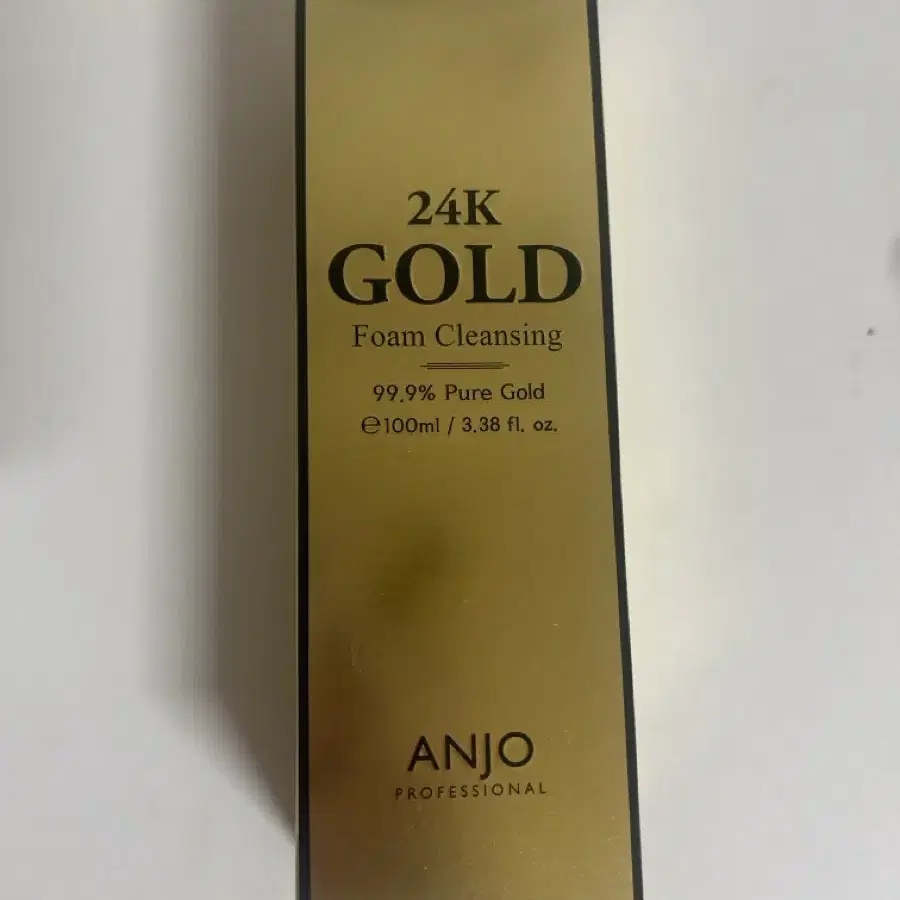 24K
GOLD
Foam Cleansing
99.9% Pure Gold
℮100ml / 3.38 fl. oz.
ANJO
PROFESSIONAL